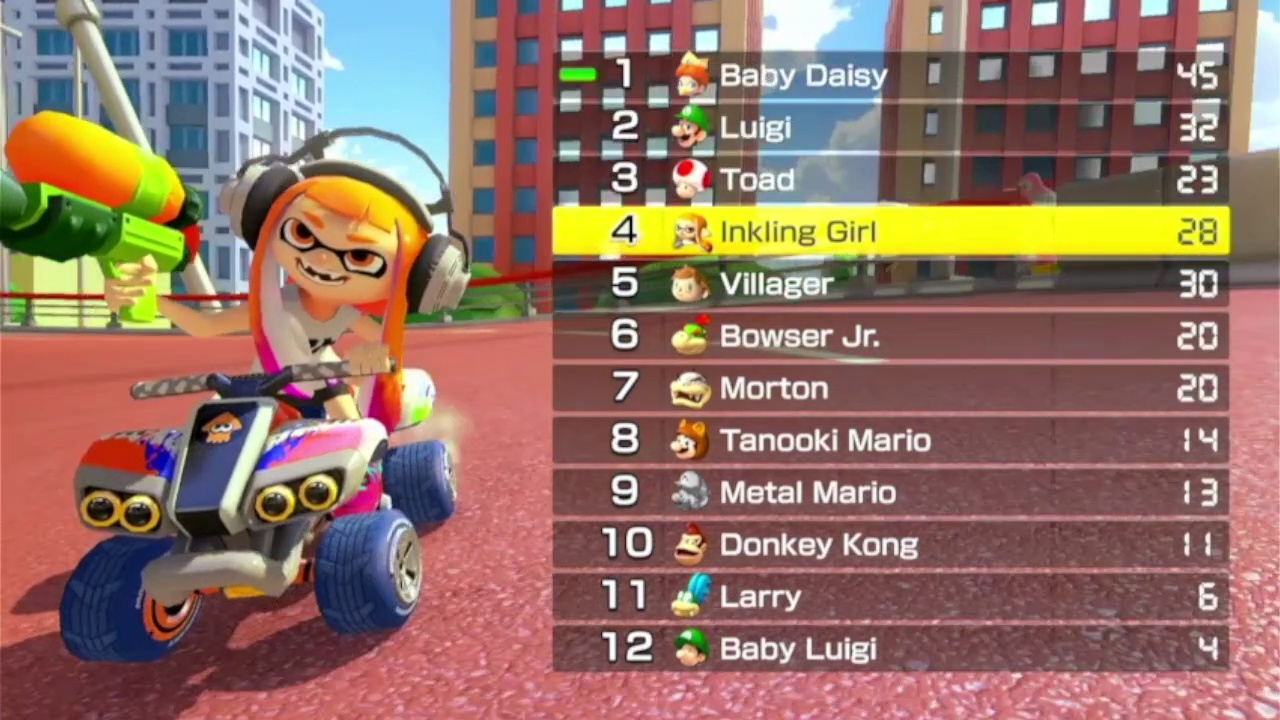 1 Baby Daisy 45
2 Luigi 32
3 Toad 23
4 Inkling Girl 28
5 Villager 30
6 Bowser Jr. 20
7 Morton 20
8 Tanooki Mario 14
9 Metal Mario 13
10 Donkey Kong 11
11 Larry 6
12 Baby Luigi 4